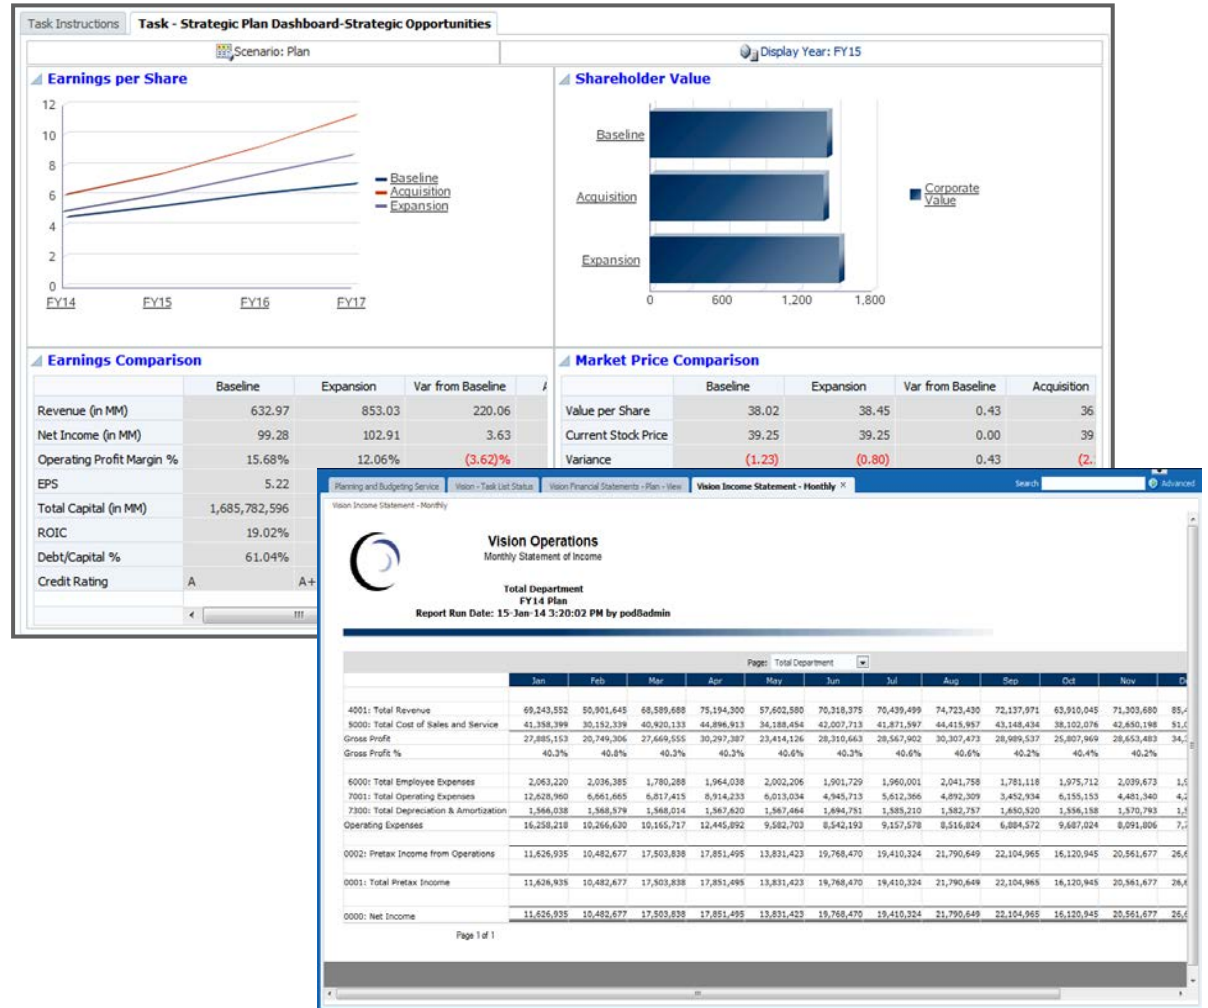 Task Instructions Task - Strategic Plan Dashboard-Strategic Opportunities
Scenario: Plan Display Year: FY15
Earnings per Share
12
10
8
6
4
2
0
FY14 FY15 FY16 FY17
Baseline
Acquisition
Expansion
Shareholder Value
Baseline
Acquisition
Expansion
0 600 1,200 1,800
Corporate
Value
Earnings Comparison
Baseline Expansion Var from Baseline
Revenue (in MM) 632.97 853.03 220.06
Net Income (in MM) 99.28 102.91 3.63
Operating Profit Margin % 15.68% 12.06% (3.62)%
EPS 5.22
Total Capital (in MM) 1,685,782,596
ROIC 19.02%
Debt/Capital % 61.04%
Credit Rating A A+
Market Price Comparison
Baseline Expansion Var from Baseline Acquisition
Value per Share 38.02 38.45 0.43 36
Current Stock Price 39.25 39.25 0.00 39
Variance (1.23) (0.80) 0.43 (2.
Planning and Budgeting Service Vision - Task List Status Vision Financial Statements - Plan - View Vision Income Statement - Monthly × Search Advanced
Vision Income Statement - Monthly
Vision Operations
Monthly Statement of Income
Total Department
FY14 Plan
Report Run Date: 15-Jan-14 3:20:02 PM by pod8admin
Page: Total Department
Jan Feb Mar Apr May Jun Jul Aug Sep Oct Nov
4001: Total Revenue 69,243,552 50,901,645 68,589,688 75,194,300 57,602,580 70,318,375 70,439,499 74,723,430 72,137,971 63,910,045 71,303,680 85,4
5000: Total Cost of Sales and Service 41,358,399 30,152,339 40,920,133 44,896,913 34,188,454 42,007,713 41,871,597 44,415,957 43,148,434 38,102,076 42,650,198 51,0
Gross Profit 27,885,153 20,749,306 27,669,555 30,297,387 23,414,126 28,310,663 28,567,902 30,307,473 28,989,537 25,807,969 28,653,483 34,3
Gross Profit % 40.3% 40.8% 40.3% 40.3% 40.6% 40.3% 40.6% 40.6% 40.2% 40.4% 40.2%
6000: Total Employee Expenses 2,063,220 2,036,385 1,780,288 1,964,038 2,002,206 1,901,729 1,960,001 2,041,758 1,781,118 1,975,712 2,039,673
7001: Total Operating Expenses 12,628,960 6,661,665 6,817,415 8,914,233 6,013,034 4,945,713 5,612,366 4,892,309 3,452,934 6,155,153 4,481,340
7300: Total Depreciation & Amortization 1,566,038 1,568,579 1,568,014 1,567,620 1,567,464 1,694,751 1,585,210 1,582,757 1,650,520 1,556,158 1,570,793
Operating Expenses 16,258,218 10,266,630 10,165,717 12,445,892 9,582,703 8,542,193 9,157,578 8,516,824 6,884,572 9,687,024 8,091,806
0002: Pretax Income from Operations 11,626,935 10,482,677 17,503,838 17,851,495 13,831,423 19,768,470 19,410,324 21,790,649 22,104,965 16,120,945 20,561,677 26,6
0001: Total Pretax Income 11,626,935 10,482,677 17,503,838 17,851,495 13,831,423 19,768,470 19,410,324 21,790,649 22,104,965 16,120,945 20,561,677 26,6
0000: Net Income 11,626,935 10,482,677 17,503,838 17,851,495 13,831,423 19,768,470 19,410,324 21,790,649 22,104,965 16,120,945 20,561,677 26,6
Page 1 of 1